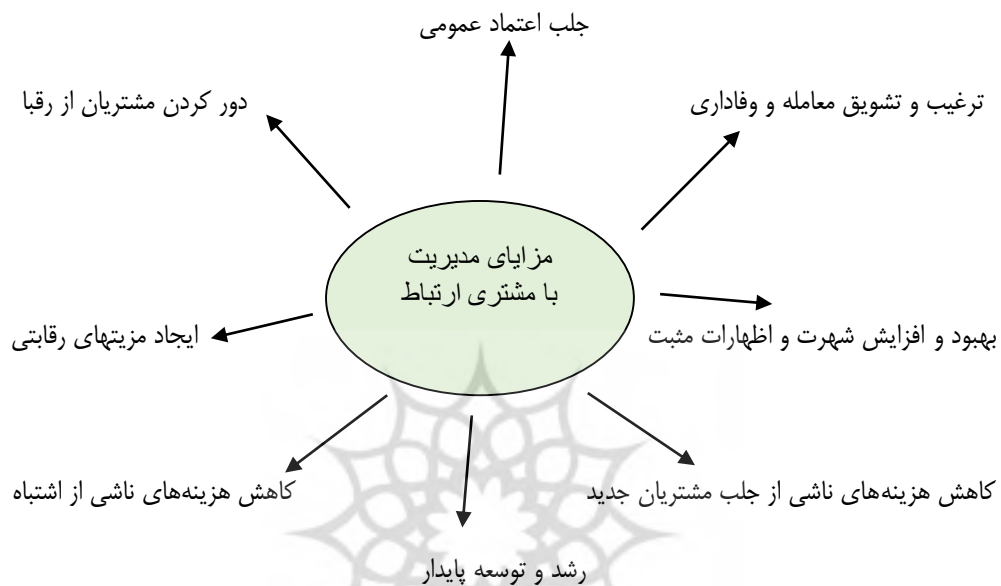 جلب اعتماد عمومی
ترغیب و تشویق معامله و وفاداری
دور کردن مشتریان از رقبا
مزایای مدیریت
با مشتری ارتباط
بهبود و افزایش شهرت و اظهارات مثبت
ایجاد مزیتهای رقابتی
کاهش هزینه‌های ناشی از جلب مشتریان جدید
کاهش هزینه‌های ناشی از اشتباه
رشد و توسعه پایدار